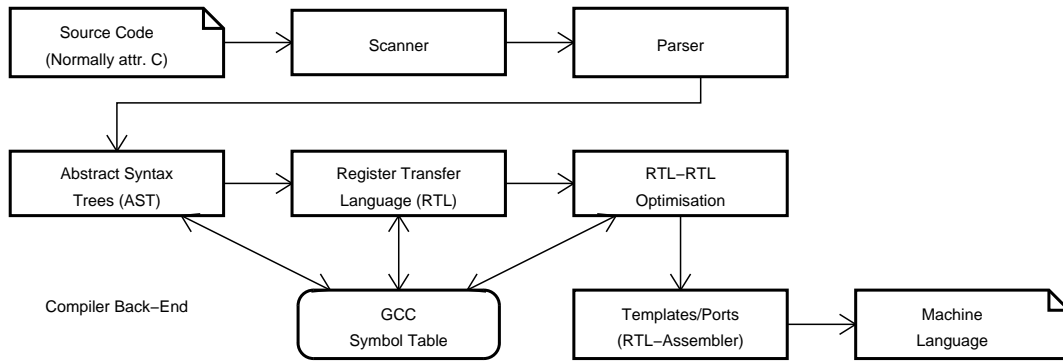 Source Code
(Normally attr. C)
Scanner
Parser
Abstract Syntax
Trees (AST)
Register Transfer
Language (RTL)
RTL−RTL
Optimisation
Compiler Back−End
GCC
Symbol Table
Templates/Ports
(RTL−Assembler)
Machine
Language